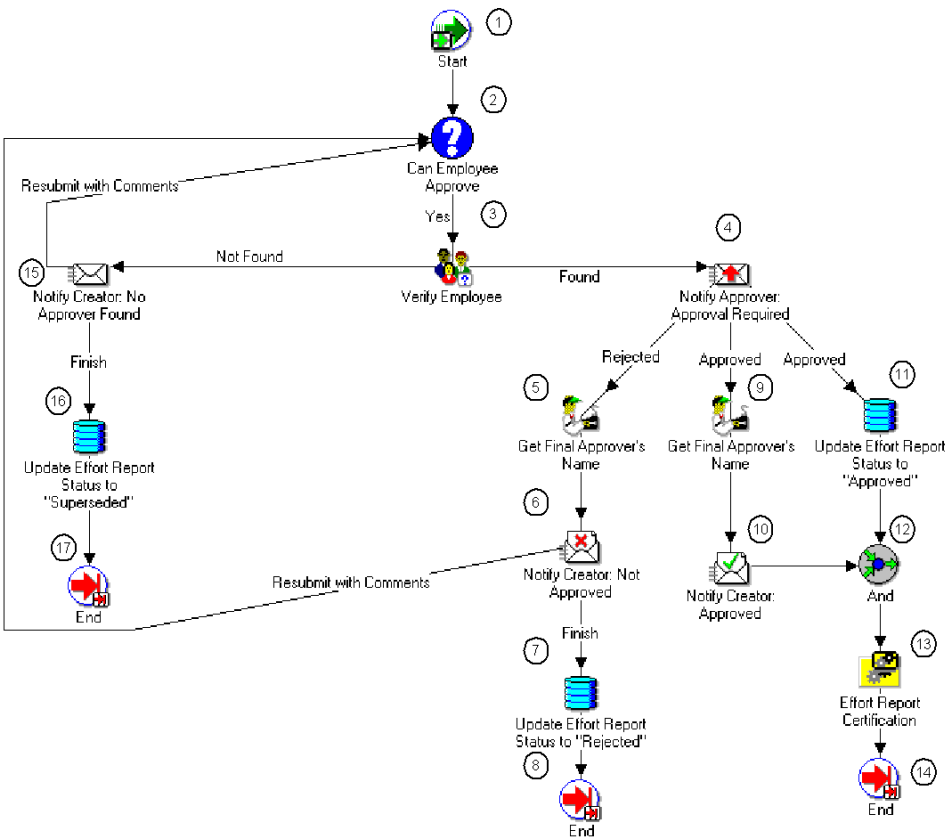 1
Start
2
Can Employee
Approve
Resubmit with Comments
Yes
3
4
Not Found
Found
15
Notify Creator: No
Approver Found
Verify Employee
Notify Approver:
Approval Required
Finish
Rejected
Approved
Approved
16
5
9
11
Update Effort Report
Status to
"Superseded"
Get Final Approver's
Name
Get Final Approver's
Name
Update Effort Report
Status to
"Approved"
6
10
12
17
End
Resubmit with Comments
Notify Creator: Not
Approved
Notify Creator:
Approved
And
Finish
7
13
Update Effort Report
Status to "Rejected"
Effort Report
Certification
8
14
End
End